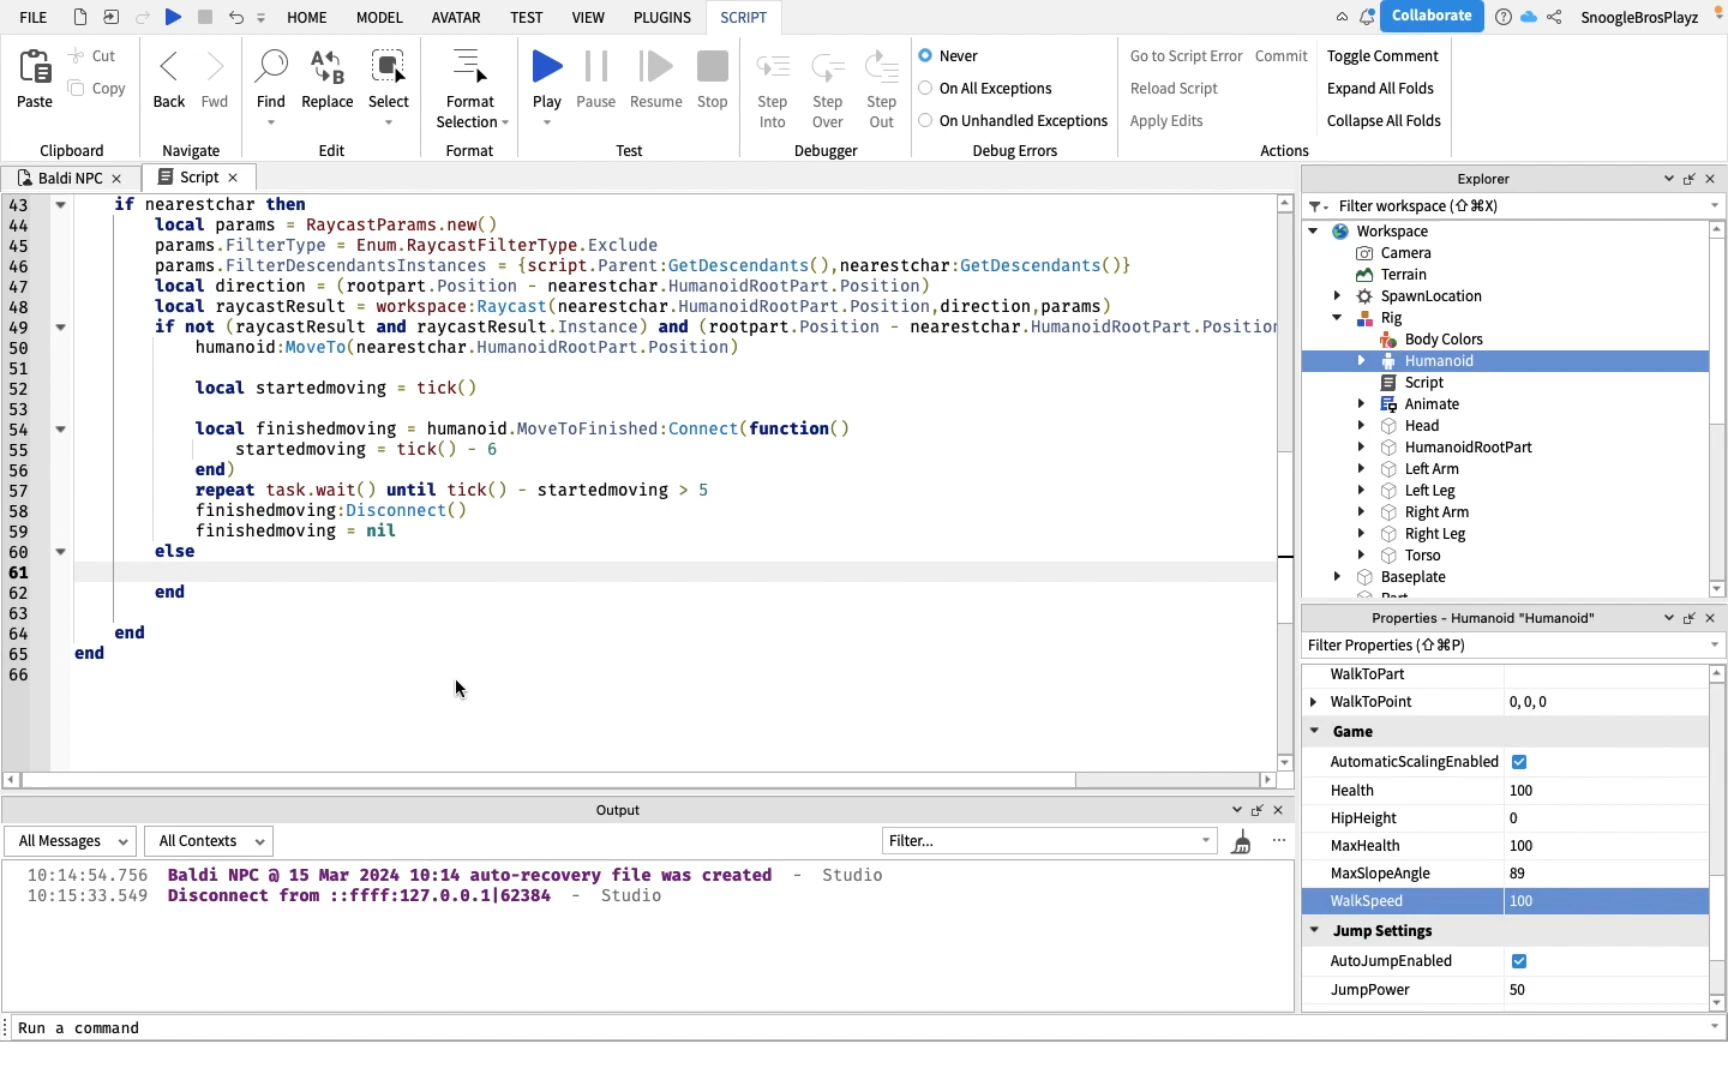 FILE HOME MODEL AVATAR TEST VIEW PLUGINS SCRIPT Collaborate SnoogleBrosPlayz
Paste Cut Copy Back Fwd Find Replace Select Format Selection Play Pause Resume Stop Step Into Step Over Step Out
Never
On All Exceptions
On Unhandled Exceptions
Go to Script Error Commit Toggle Comment
Reload Script Expand All Folds
Apply Edits Collapse All Folds
Clipboard Navigate Edit Format Test Debugger Debug Errors Actions
Baldi NPC Script
43 if nearestchar then
44 local params = RaycastParams.new()
45 params.FilterType = Enum.RaycastFilterType.Exclude
46 params.FilterDescendantsInstances = {script.Parent:GetDescendants(),nearestchar:GetDescendants()}
47 local direction = (rootpart.Position - nearestchar.HumanoidRootPart.Position)
48 local raycastResult = workspace:Raycast(nearestchar.HumanoidRootPart.Position,direction,params)
49 if not (raycastResult and raycastResult.Instance) and (rootpart.Position - nearestchar.HumanoidRootPart.Position
50 humanoid:MoveTo(nearestchar.HumanoidRootPart.Position)
51
52 local startedmoving = tick()
53
54 local finishedmoving = humanoid.MoveToFinished:Connect(function()
55 startedmoving = tick() - 6
56 end)
57 repeat task.wait() until tick() - startedmoving > 5
58 finishedmoving:Disconnect()
59 finishedmoving = nil
60 else
61
62 end
63
64 end
65 end
66
Output
All Messages All Contexts Filter...
10:14:54.756 Baldi NPC @ 15 Mar 2024 10:14 auto-recovery file was created - Studio
10:15:33.549 Disconnect from ::ffff:127.0.0.1|62384 - Studio
Run a command
Explorer
Filter workspace (⇧⌘X)
Workspace
Camera
Terrain
SpawnLocation
Rig
Body Colors
Humanoid
Script
Animate
Head
HumanoidRootPart
Left Arm
Left Leg
Right Arm
Right Leg
Torso
Baseplate
Part
Properties - Humanoid "Humanoid"
Filter Properties (⇧⌘P)
WalkToPart
WalkToPoint 0, 0, 0
Game
AutomaticScalingEnabled
Health 100
HipHeight 0
MaxHealth 100
MaxSlopeAngle 89
WalkSpeed 100
Jump Settings
AutoJumpEnabled
JumpPower 50